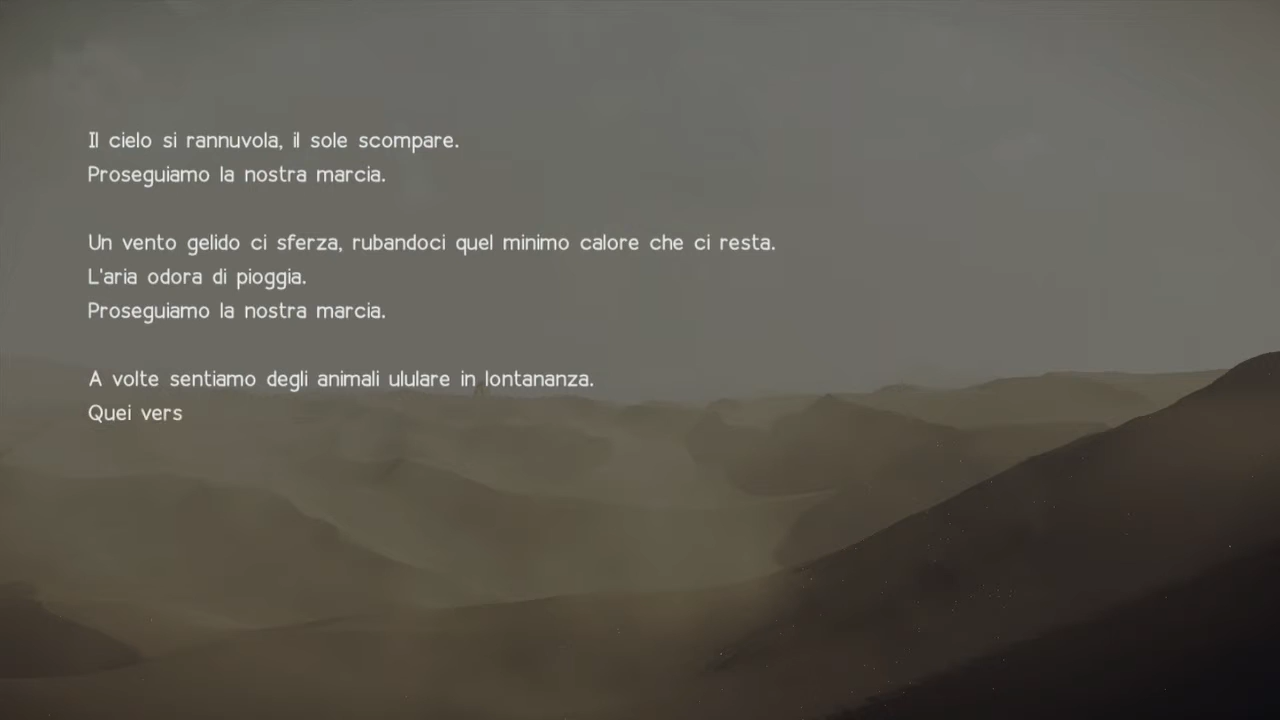 Il cielo si rannuvola, il sole scompare.
Proseguiamo la nostra marcia.
Un vento gelido ci sferza, rubandoci quel minimo calore che ci resta.
L'aria odora di pioggia.
Proseguiamo la nostra marcia.
A volte sentiamo degli animali ululare in lontananza.
Quei vers